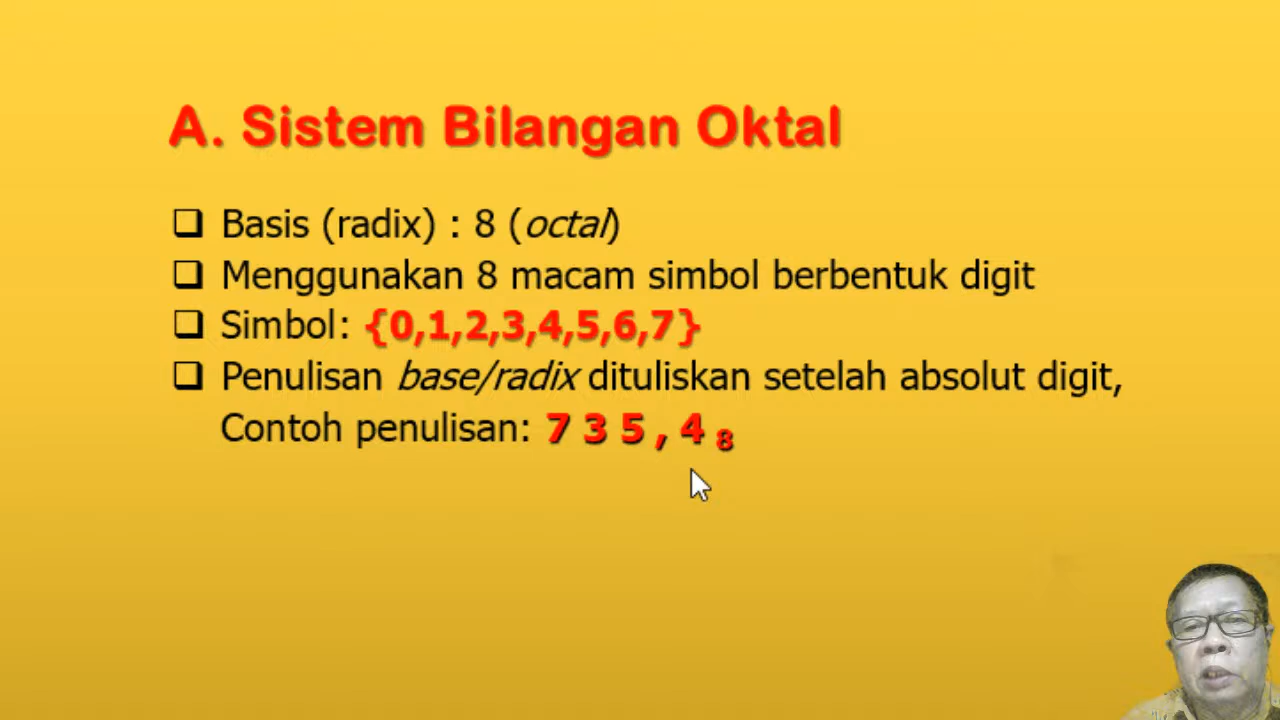 A. Sistem Bilangan Oktal
❑ Basis (radix) : 8 (octal)
❑ Menggunakan 8 macam simbol berbentuk digit
❑ Simbol: {0,1,2,3,4,5,6,7}
❑ Penulisan base/radix dituliskan setelah absolut digit,
Contoh penulisan: 7 3 5 , 4 ₈